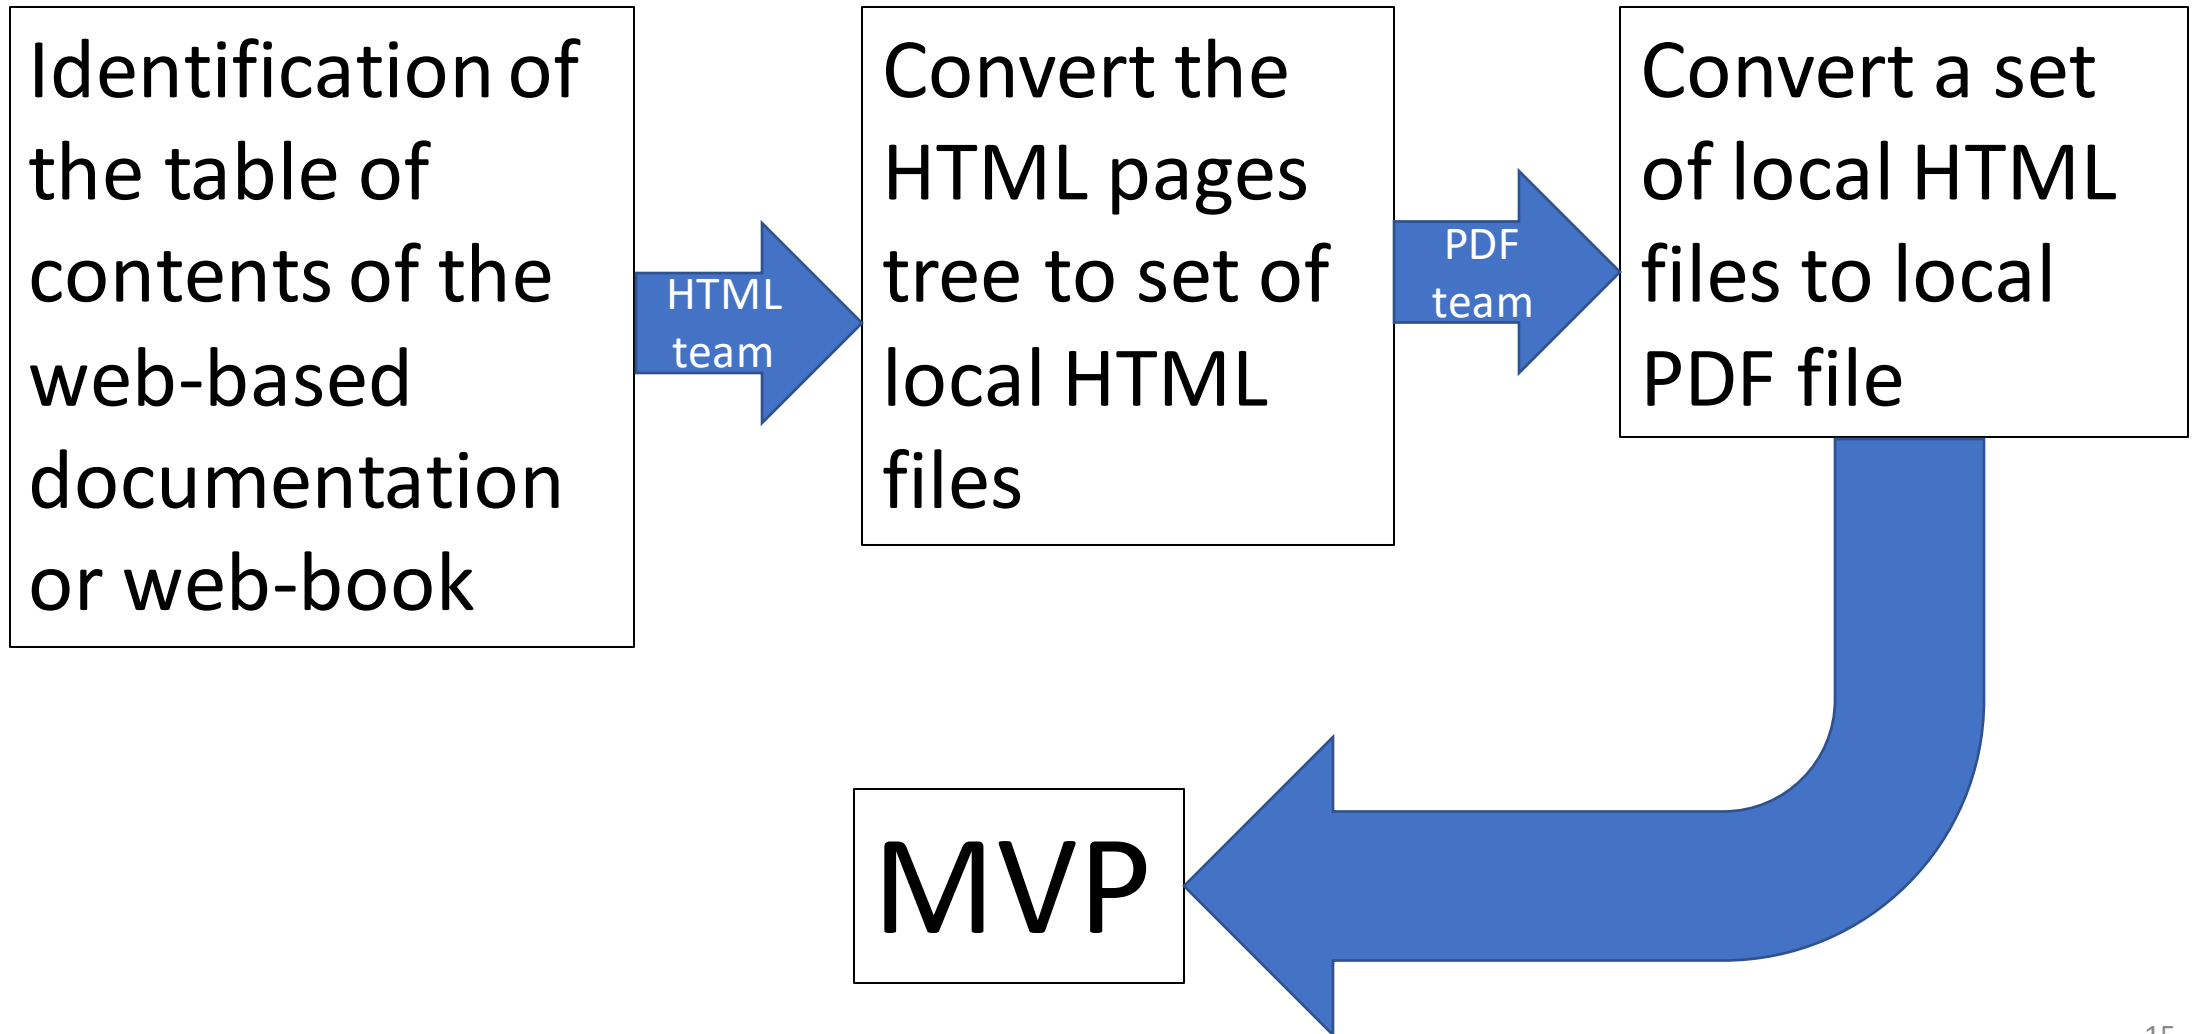 Identification of
the table of
contents of the
web-based
documentation
or web-book
HTML
team
Convert the
HTML pages
tree to set of
local HTML
files
PDF
team
Convert a set
of local HTML
files to local
PDF file
MVP
15